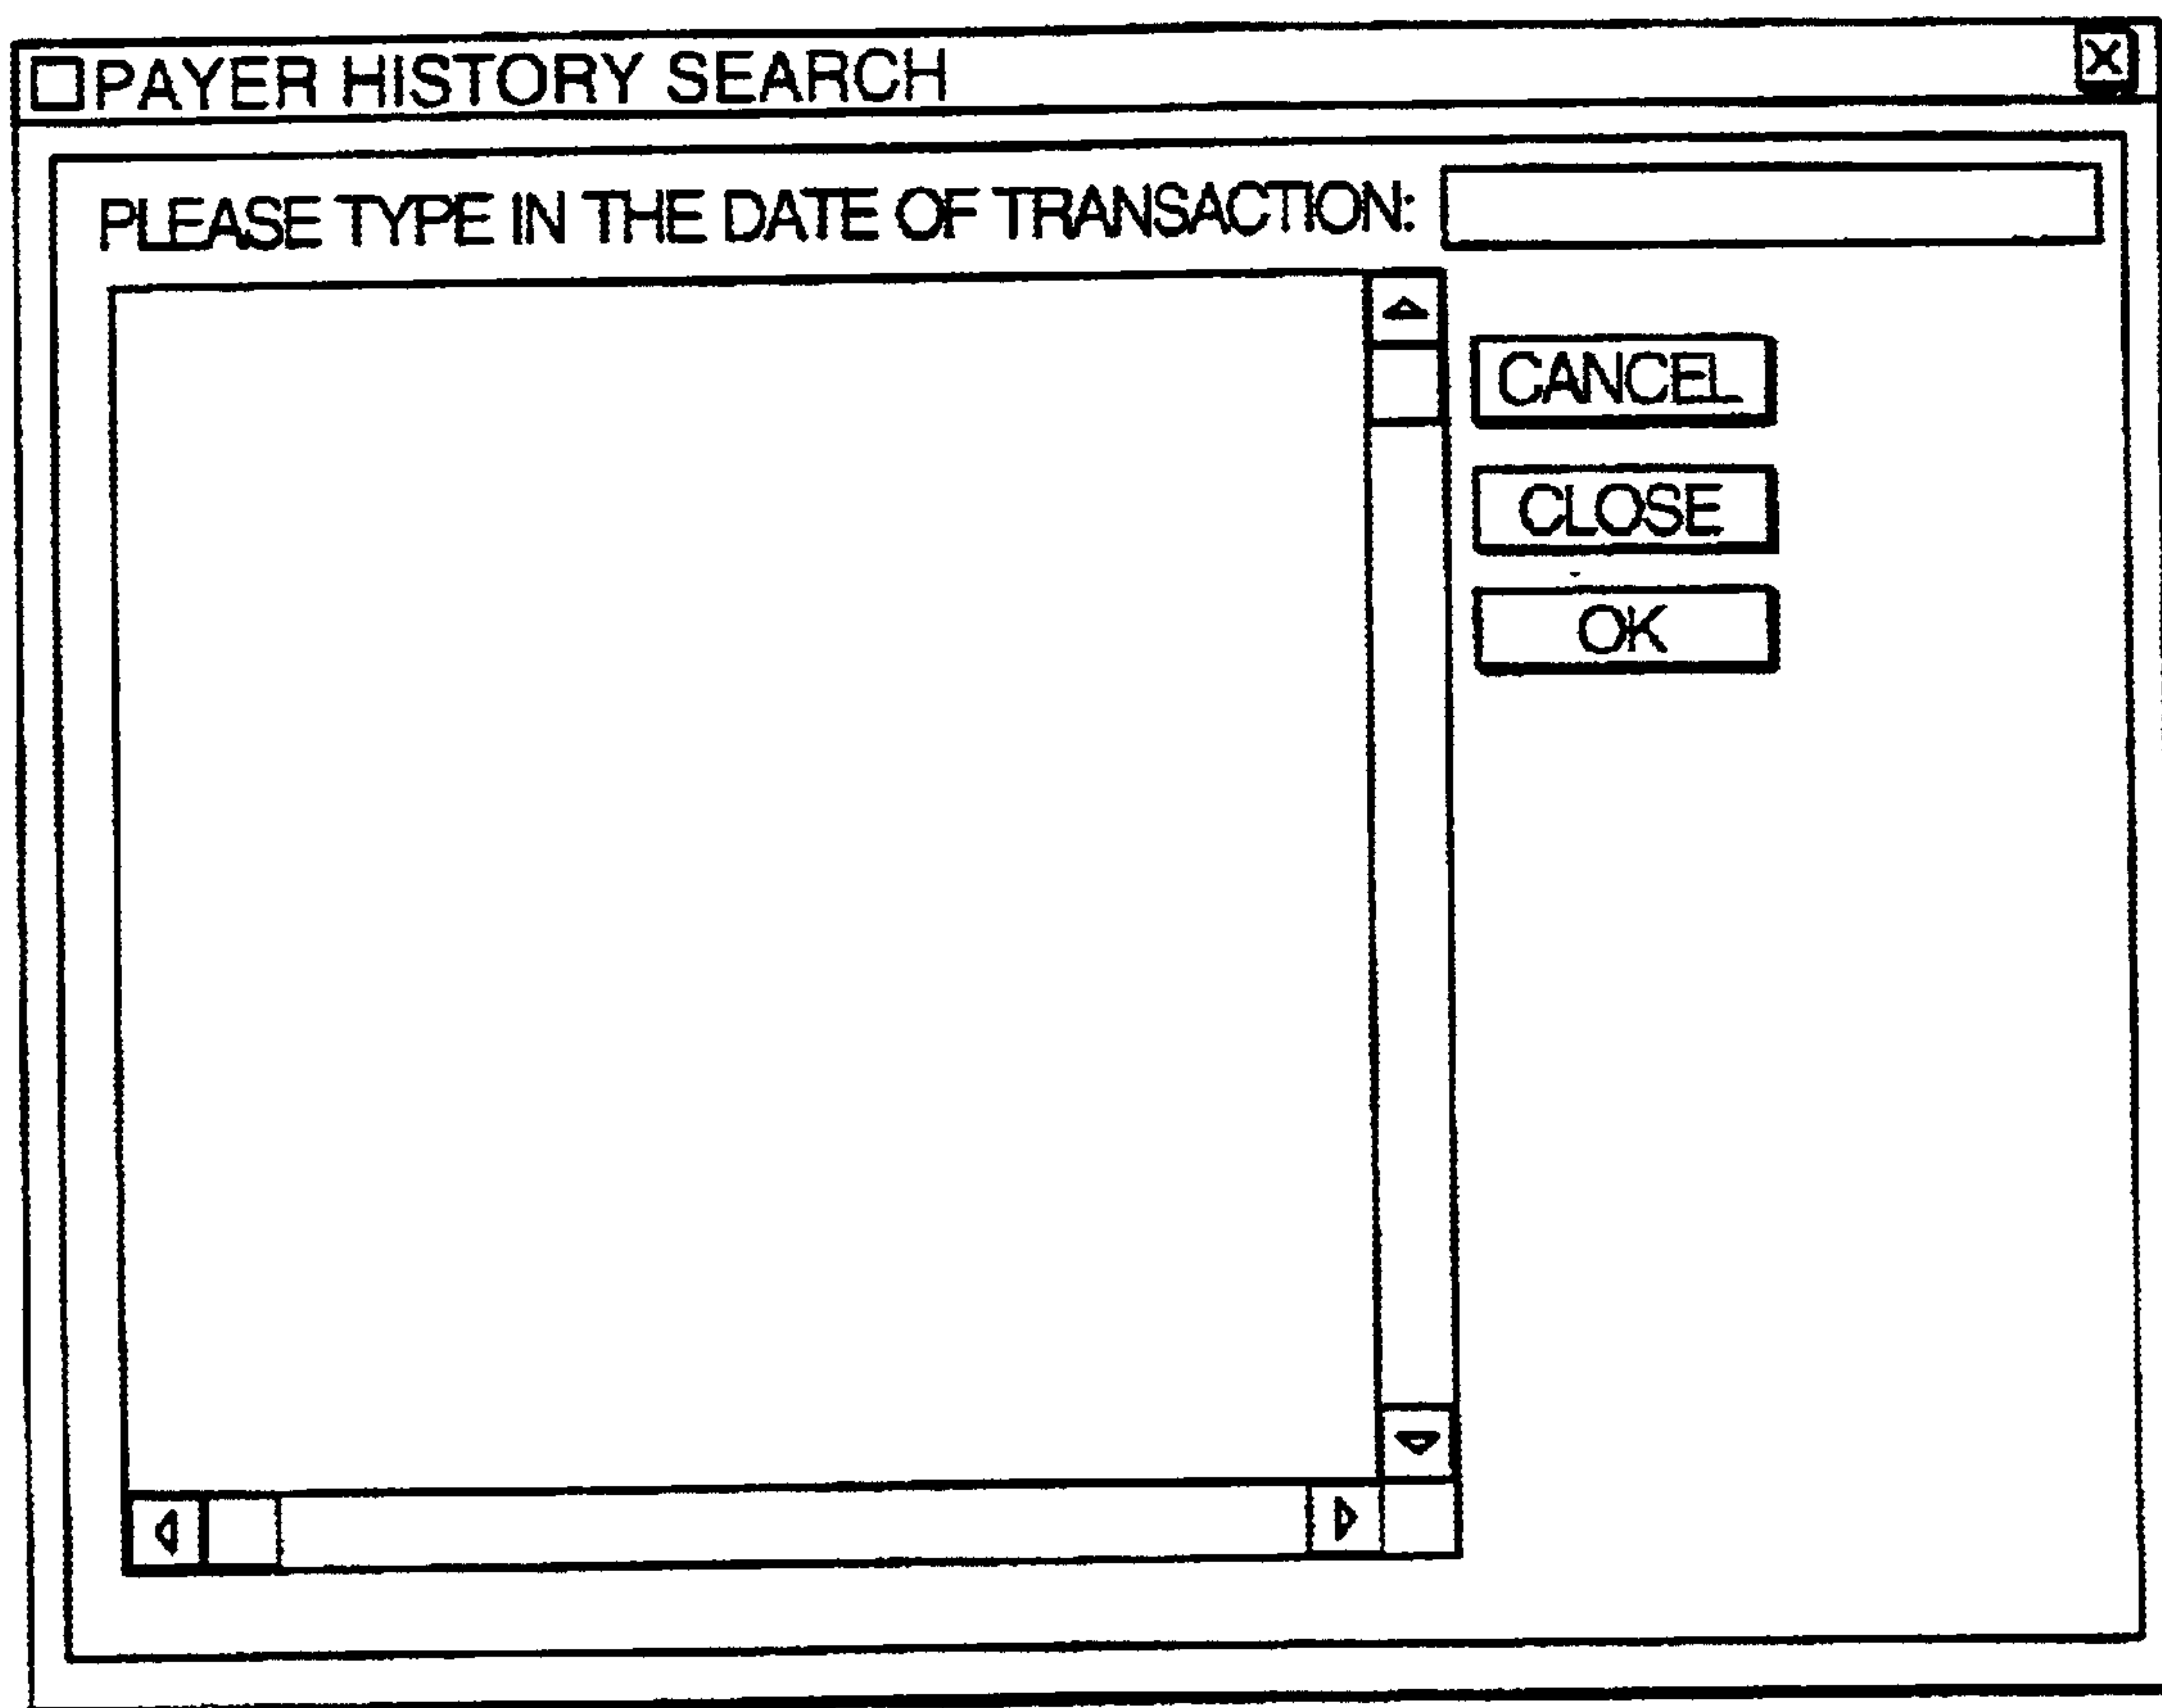 PAYER HISTORY SEARCH
X
PLEASE TYPE IN THE DATE OF TRANSACTION:
CANCEL
CLOSE
OK